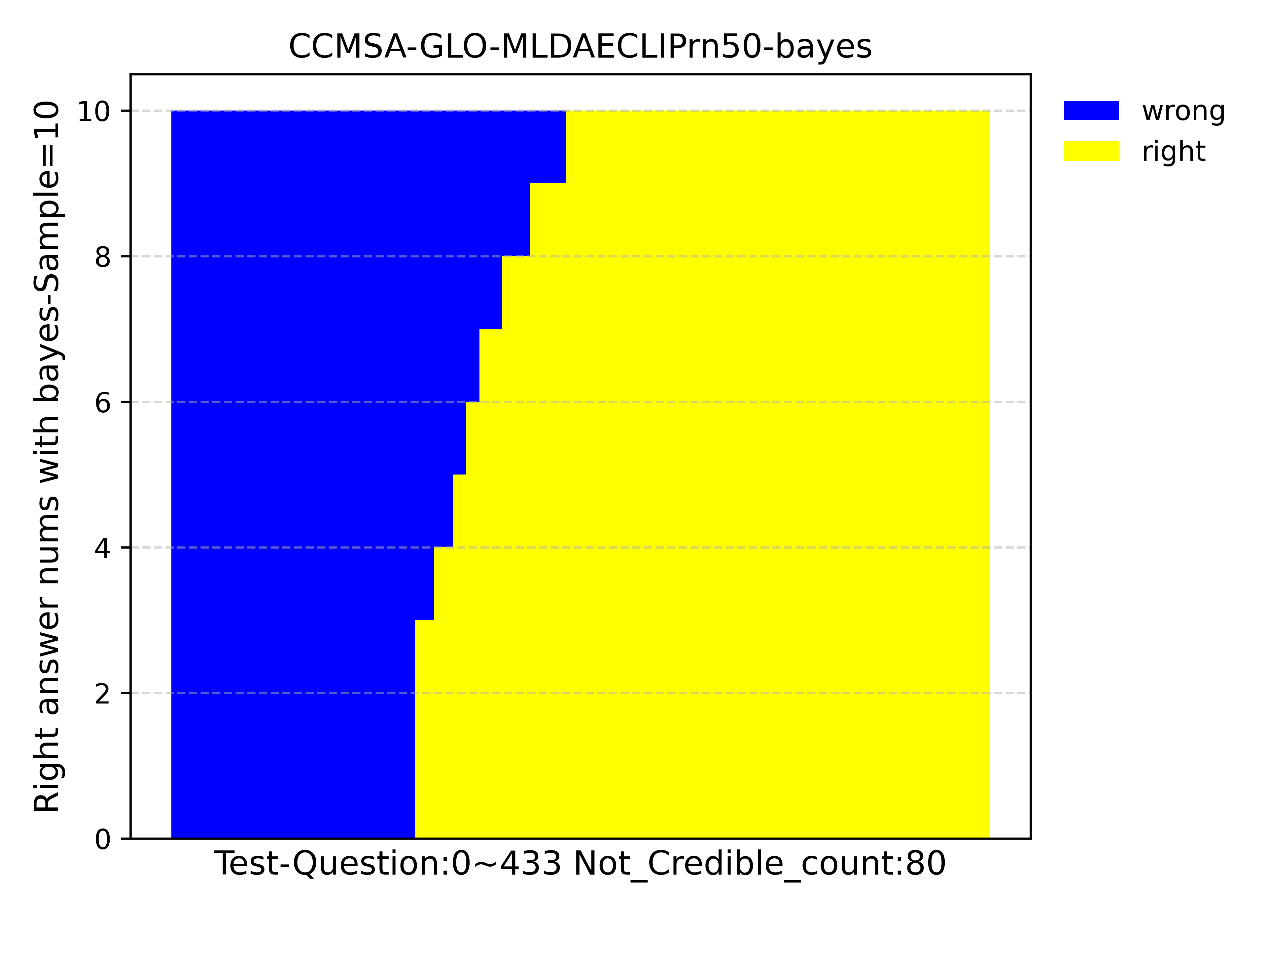 CCMSA-GLO-MLDAECLIPrn50-bayes
Right answer nums with bayes-Sample=10
10
8
6
4
2
0
wrong
right
Test-Question:0~433 Not_Credible_count:80